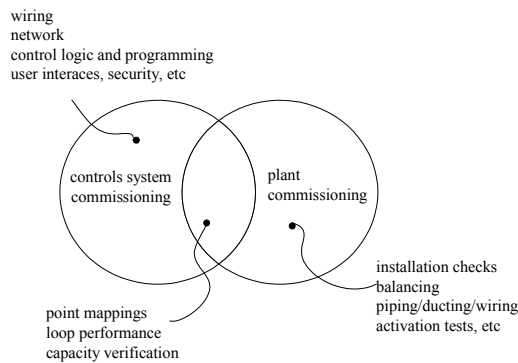 wiring
network
control logic and programming
user interaces, security, etc
controls system
commissioning
plant
commissioning
point mappings
loop performance
capacity verification
installation checks
balancing
piping/ducting/wiring
activation tests, etc